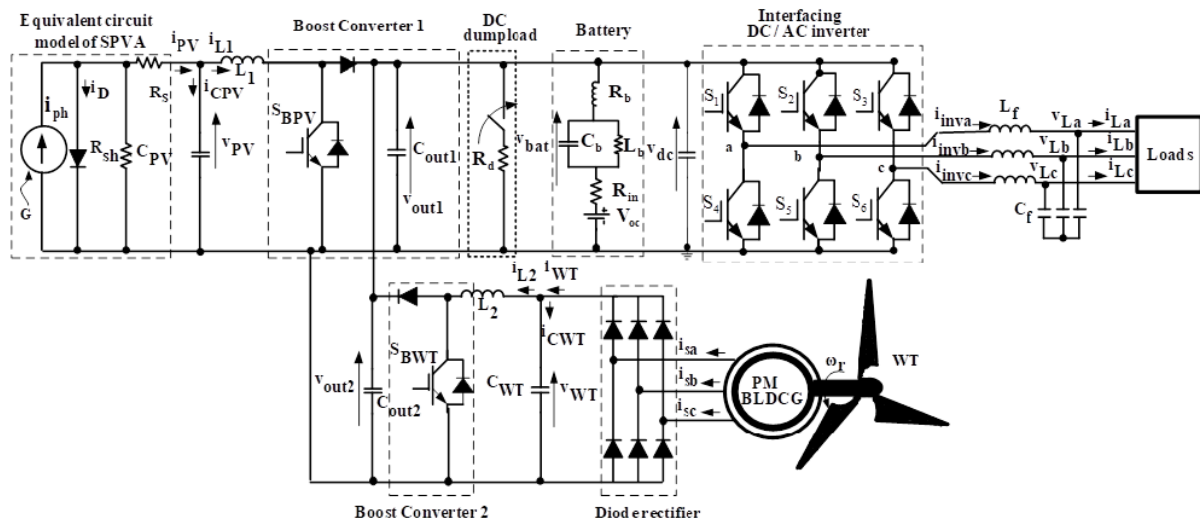 Equivalent circuit
model of SPVA
iPV
iL1
L1
Boost Converter 1
DC
dumpload
Battery
Interfacing
DC / AC inverter
iph
iD
RS
Rsh
CPV
iCPV
vPV
G
SBPV
Cout1
vout1
Rd
vbat
Rb
Cb
Lb
Rin
Voc
vdc
S1
S2
S3
a
b
c
S4
S5
S6
iinva
iinvb
iinvc
Lf
vLa
vLb
vLc
iLa
iLb
iLc
Cf
Loads
iL2
iWT
L2
iCWT
SBWT
vout2
Cout2
CWT
vWT
isa
isb
isc
PM
BLDCG
ωr
WT
Boost Converter 2
Diode rectifier